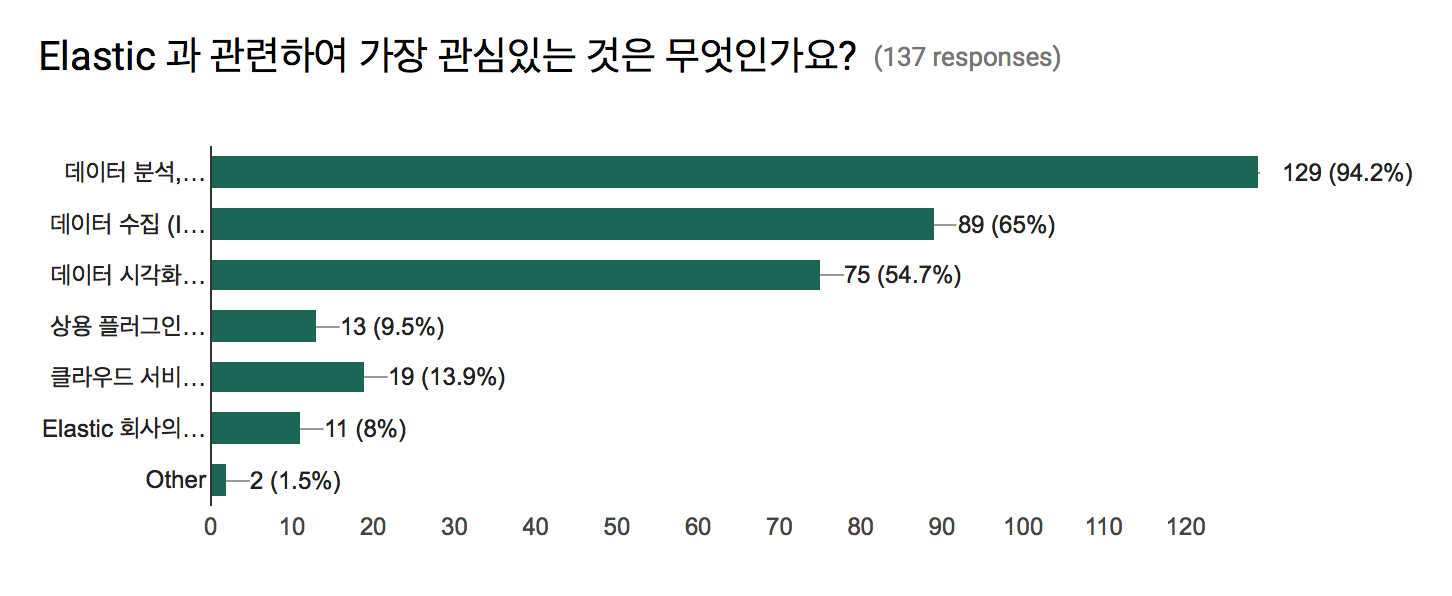 Elastic 과 관련하여 가장 관심있는 것은 무엇인가요? (137 responses)
데이터 분석,… 129 (94.2%)
데이터 수집 (I… 89 (65%)
데이터 시각화… 75 (54.7%)
상용 플러그인… 13 (9.5%)
클라우드 서비… 19 (13.9%)
Elastic 회사의… 11 (8%)
Other 2 (1.5%)
0 10 20 30 40 50 60 70 80 90 100 110 120